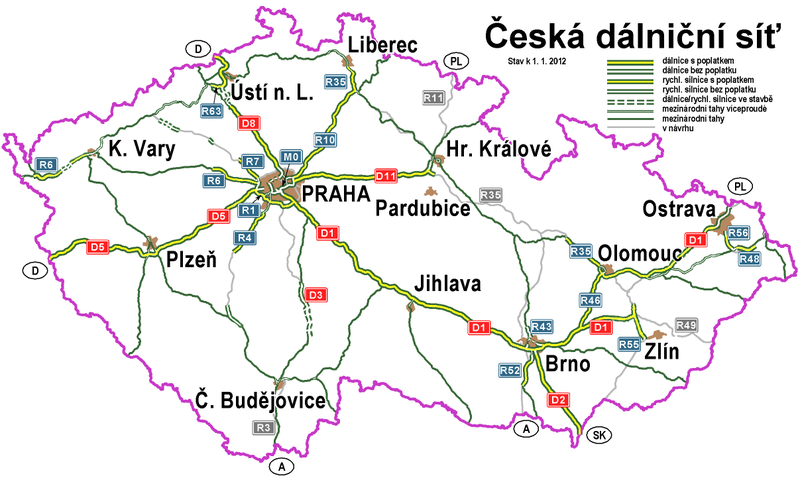 Česká dálniční síť
Stav k 1. 1. 2012
dálnice s poplatkem
dálnice bez poplatku
rychl. silnice s poplatkem
rychl. silnice bez poplatku
dálnice/rychl. silnice ve stavbě
mezinárodní tahy víceproudé
mezinárodní tahy
v návrhu
D
Liberec
PL
R35
Ústí n. L.
R11
R63
D8
R10
K. Vary
R7
M0
Hr. Králové
R6
R6
D11
PRAHA
R35
PL
Pardubice
R1
Ostrava
D5
R4
D1
R56
D5
D1
Plzeň
R35
Olomouc
R48
D
Jihlava
D3
R46
D1
R43
D1
R49
R55
Zlín
Brno
R52
Č. Budějovice
D2
R3
A
SK
A